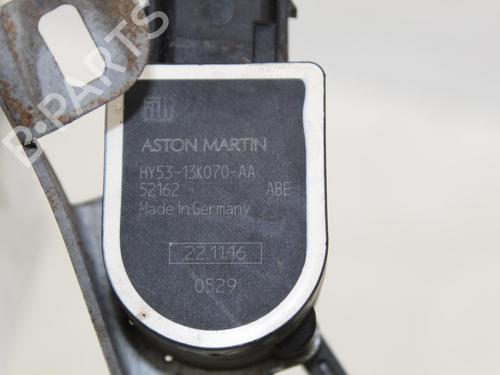 B-PARTS
ASTON MARTIN
HY53-13K070-AA
52162 ABE
Made in Germany
22.11.16
0529